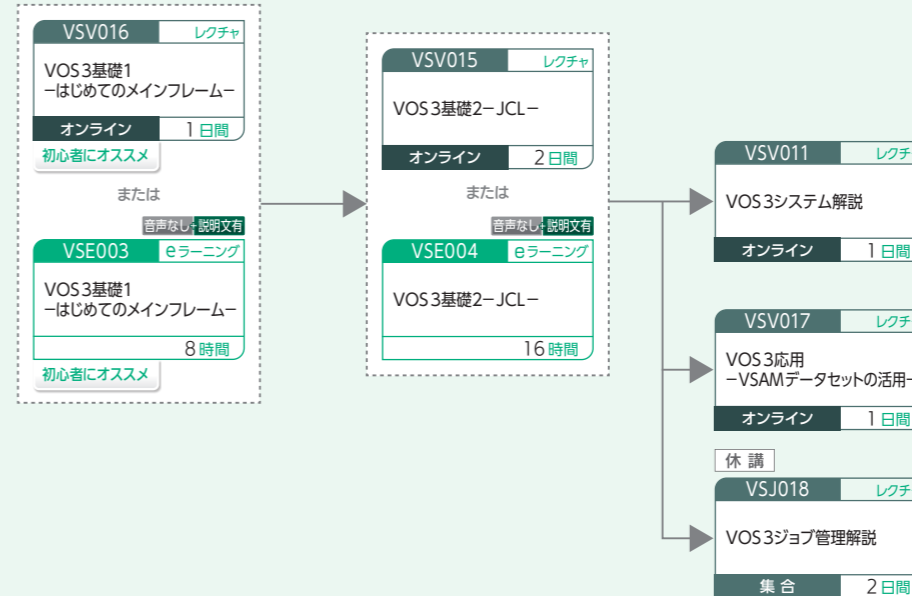 VSV016 レクチャ
VOS3基礎1
−はじめてのメインフレーム−
オンライン 1日間
初心者にオススメ
または
音声なし+説明文有
VSE003 eラーニング
VOS3基礎1
−はじめてのメインフレーム−
8時間
初心者にオススメ
VSV015 レクチャ
VOS3基礎2−JCL−
オンライン 2日間
または
音声なし+説明文有
VSE004 eラーニング
VOS3基礎2−JCL−
16時間
VSV011 レクチ
VOS3システム解説
オンライン 1日間
VSV017 レクチ
VOS3応用
−VSAMデータセットの活用−
オンライン 1日間
休講
VSJ018 レクチ
VOS3ジョブ管理解説
集合 2日間